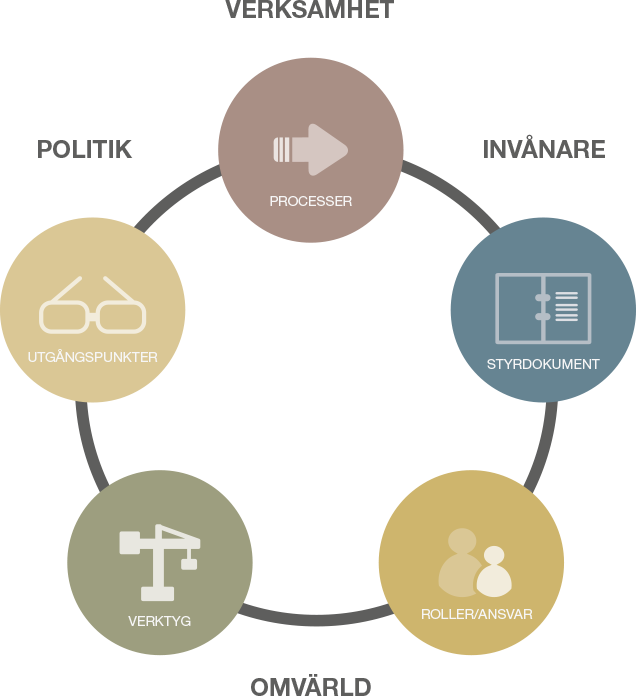 VERKSAMHET
POLITIK
INVÅNARE
PROCESSER
UTGÅNGSPUNKTER
STYRDOKUMENT
VERKTYG
ROLLER/ANSVAR
OMVÄRLD